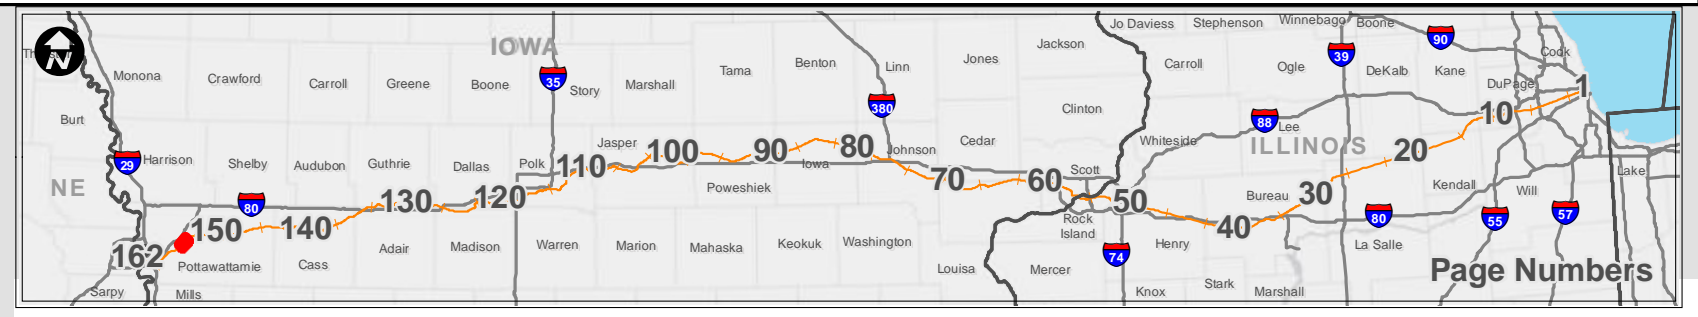 Jo Daviess Stephenson Winnebago Boone
IOWA Jackson 90
N 39 Cook
Monona Crawford Carroll Greene Boone 35 Story Marshall Tama Benton Linn Jones Carroll Ogle DeKalb Kane
DuPage 1
380 Clinton 10
Burt 88 Lee
Jasper 100 90 80 Johnson Cedar Whiteside ILLINOIS 20
29 Harrison Shelby Audubon Guthrie Dallas Polk 110 Iowa Scott Lake
NE 80 130 120 Poweshiek 70 60 50 Bureau 30 Kendall Will
150 140 Rock
Island 40 80 55 57
162 Pottawattamie Cass Adair Madison Warren Marion Mahaska Keokuk Washington Henry La Salle
74
Louisa Mercer Page Numbers
Sarpy Mills Knox Stark Marshall